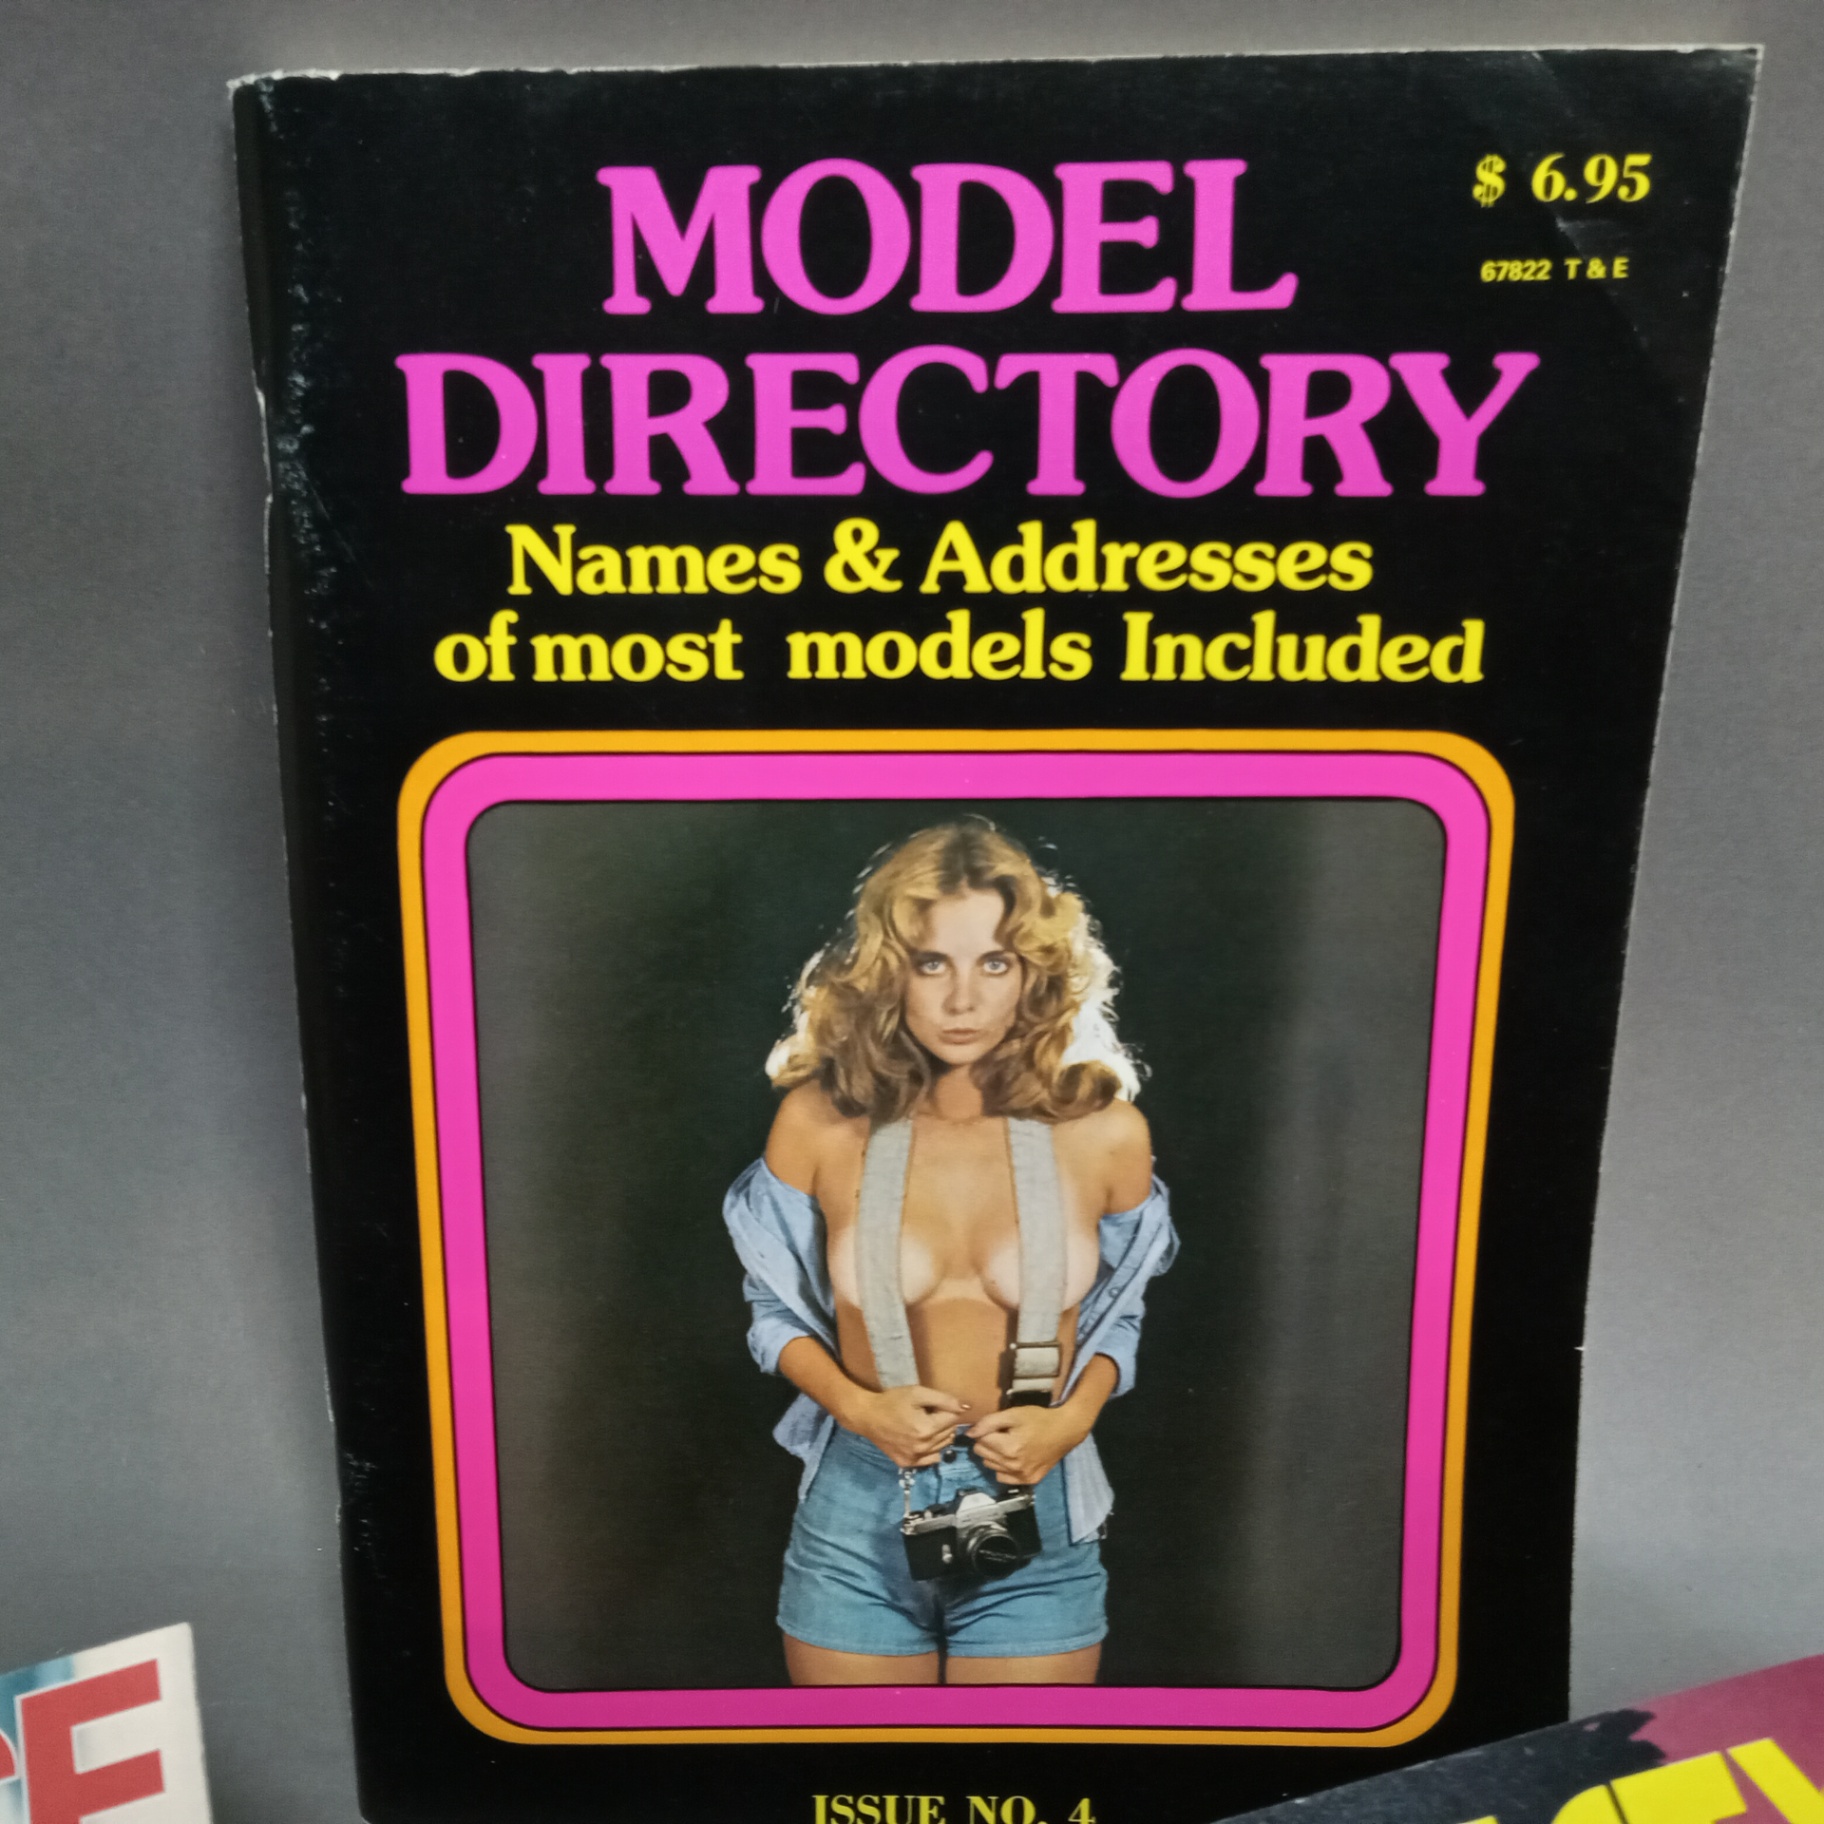 MODEL
DIRECTORY
$ 6.95
67822 T & E
Names & Addresses
of most models Included
ISSUE NO. 4
E